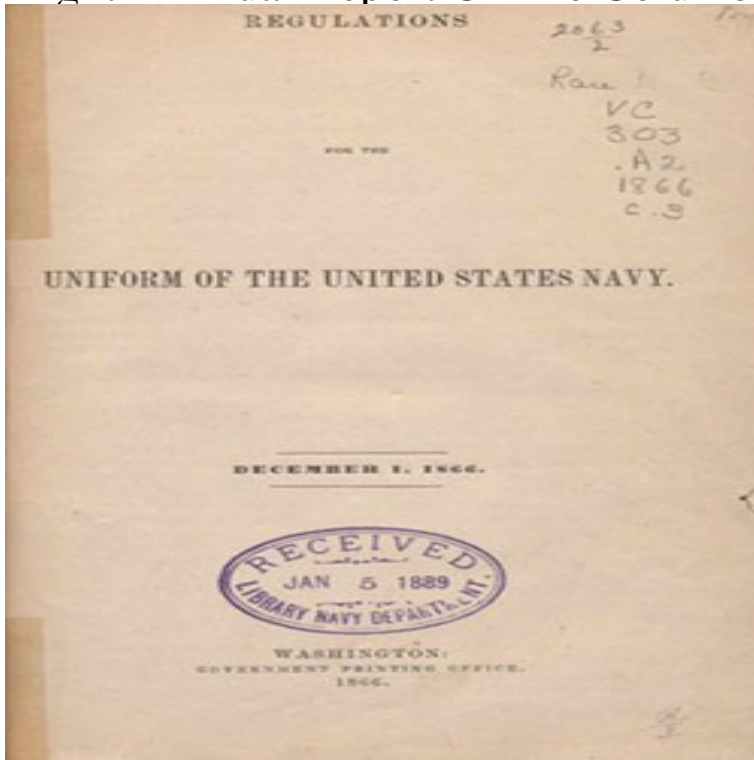 REGULATIONS
2063
2
Rare
VC
303
.A2
1866
c.3
FOR THE
UNIFORM OF THE UNITED STATES NAVY.
DECEMBER 1, 1866.
RECEIVED
JAN 5 1889
LIBRARY NAVY DEPARTMENT.
WASHINGTON:
GOVERNMENT PRINTING OFFICE.
1866.